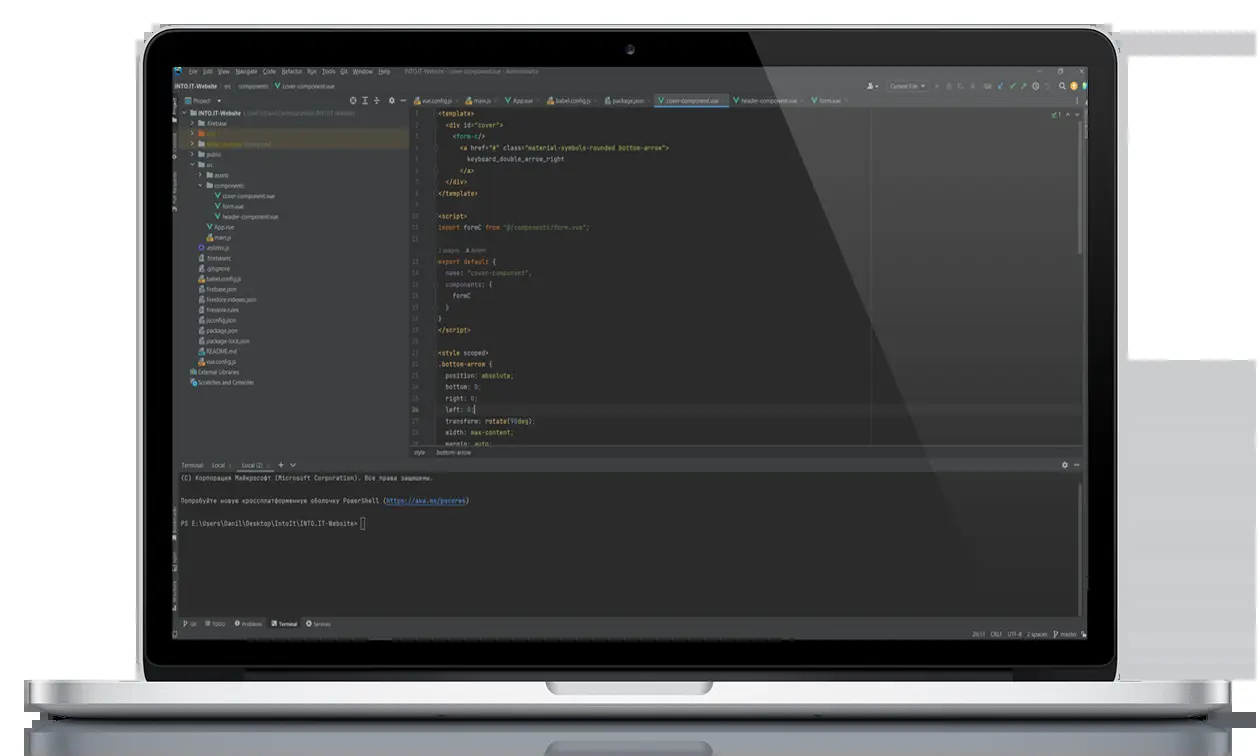 File Edit View Navigate Code Refactor Run Tools Git Window Help INTO.IT-Website - cover-component.vue - Administrator
INTO.IT-Website src components cover-component.vue Current File
Project vue.config.js main.js App.vue babel.config.js package.json cover-component.vue header-component.vue form.vue
INTO.IT-Website
.firebase
public
src
assets
components
cover-component.vue
form.vue
header-component.vue
App.vue
main.js
.firebaserc
.gitignore
babel.config.js
firebase.json
firestore.indexes.json
firestore.rules
jsconfig.json
package.json
package-lock.json
README.md
vue.config.js
External Libraries
Scratches and Consoles
<template>
<div id="cover">
<form-c/>
<a href="#" class="material-symbols-rounded bottom-arrow">
keyboard_double_arrow_right
</a>
</div>
</template>
<script>
import formC from "@/components/form.vue";
export default {
name: "cover-component",
components: {
formC
}
}
</script>
<style scoped>
.bottom-arrow {
position: absolute;
bottom: 0;
right: 0;
left: 0;
transform: rotate(90deg);
width: max-content;
margin: auto;
style .bottom-arrow
Terminal Local Local (2)
(C) Корпорация Майкрософт (Microsoft Corporation). Все права защищены.
Попробуйте новую кроссплатформенную оболочку PowerShell (https://aka.ms/pscore6)
PS E:\Users\Danil\Desktop\IntoIt\INTO.IT-Website>
Git TODO Problems Terminal Services
26:11 CRLF UTF-8 2 spaces master